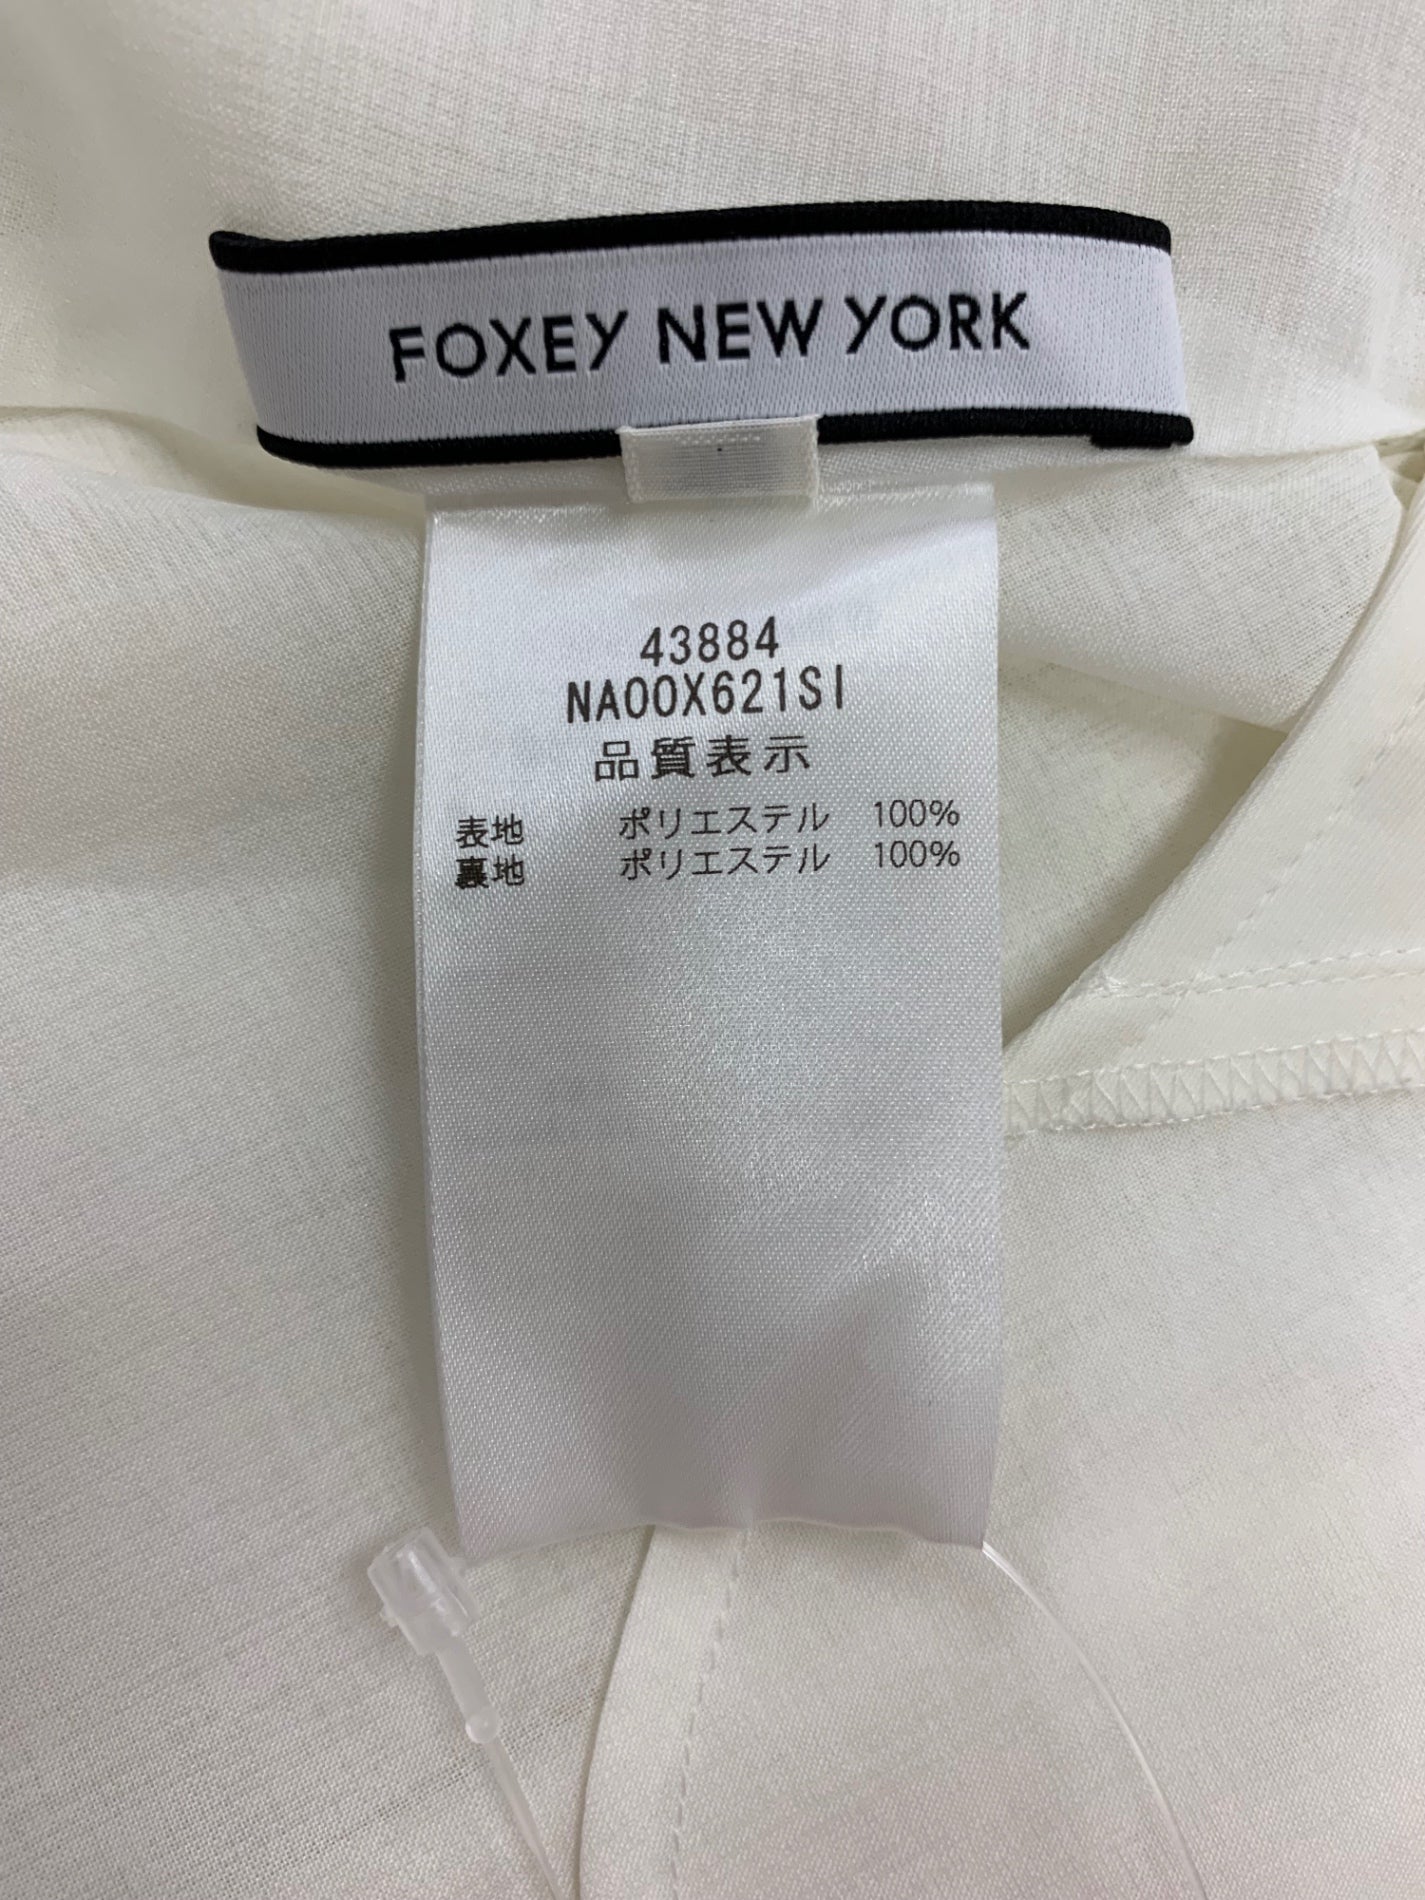 FOXEY NEW YORK
43884
NA00X621SI
品質表示
表地 ポリエステル 100%
裏地 ポリエステル 100%